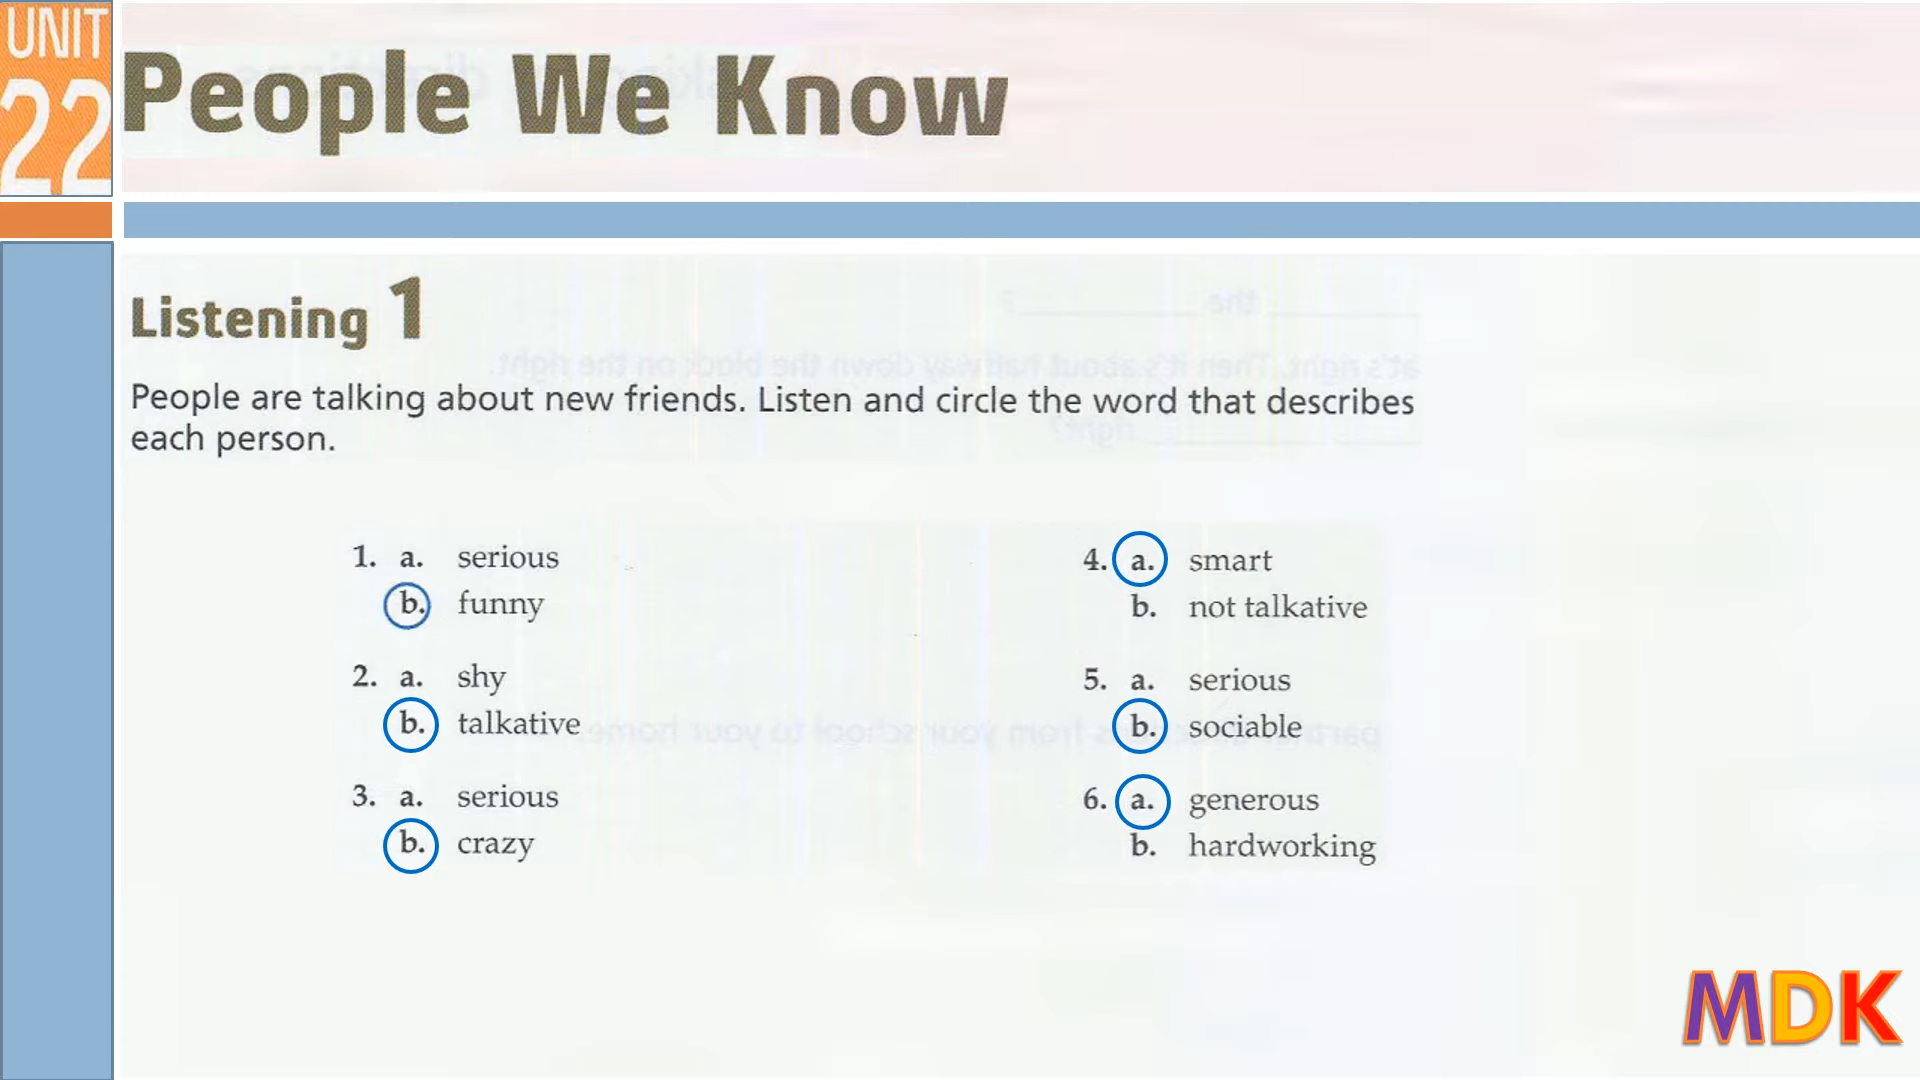 UNIT
22
People We Know
Listening 1
People are talking about new friends. Listen and circle the word that describes
each person.
1. a. serious
b. funny
2. a. shy
b. talkative
3. a. serious
b. crazy
4. a. smart
b. not talkative
5. a. serious
b. sociable
6. a. generous
b. hardworking
MDK